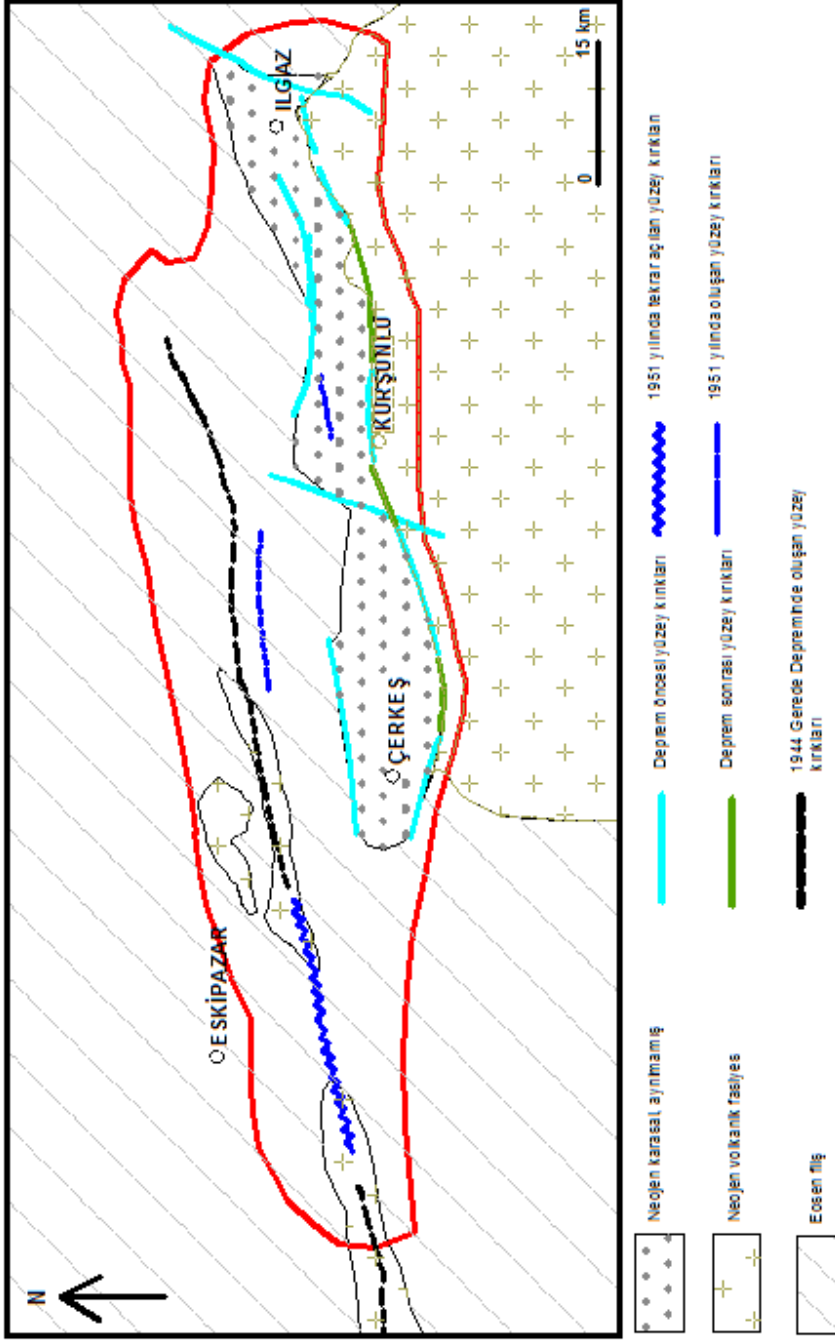 N
ESKİPAZAR
ILGAZ
ÇERKEŞ
KURŞUNLU
0
15 km
Neojen karasal, ayrılmamış
Neojen volkanik fasiyes
Eosen fliş
Deprem öncesi yüzey kırıkları
Deprem sonrası yüzey kırıkları
1944 Gerede Depreminde oluşan yüzey
kırıkları
1951 yılında tekrar açılan yüzey kırıkları
1951 yılında oluşan yüzey kırıkları